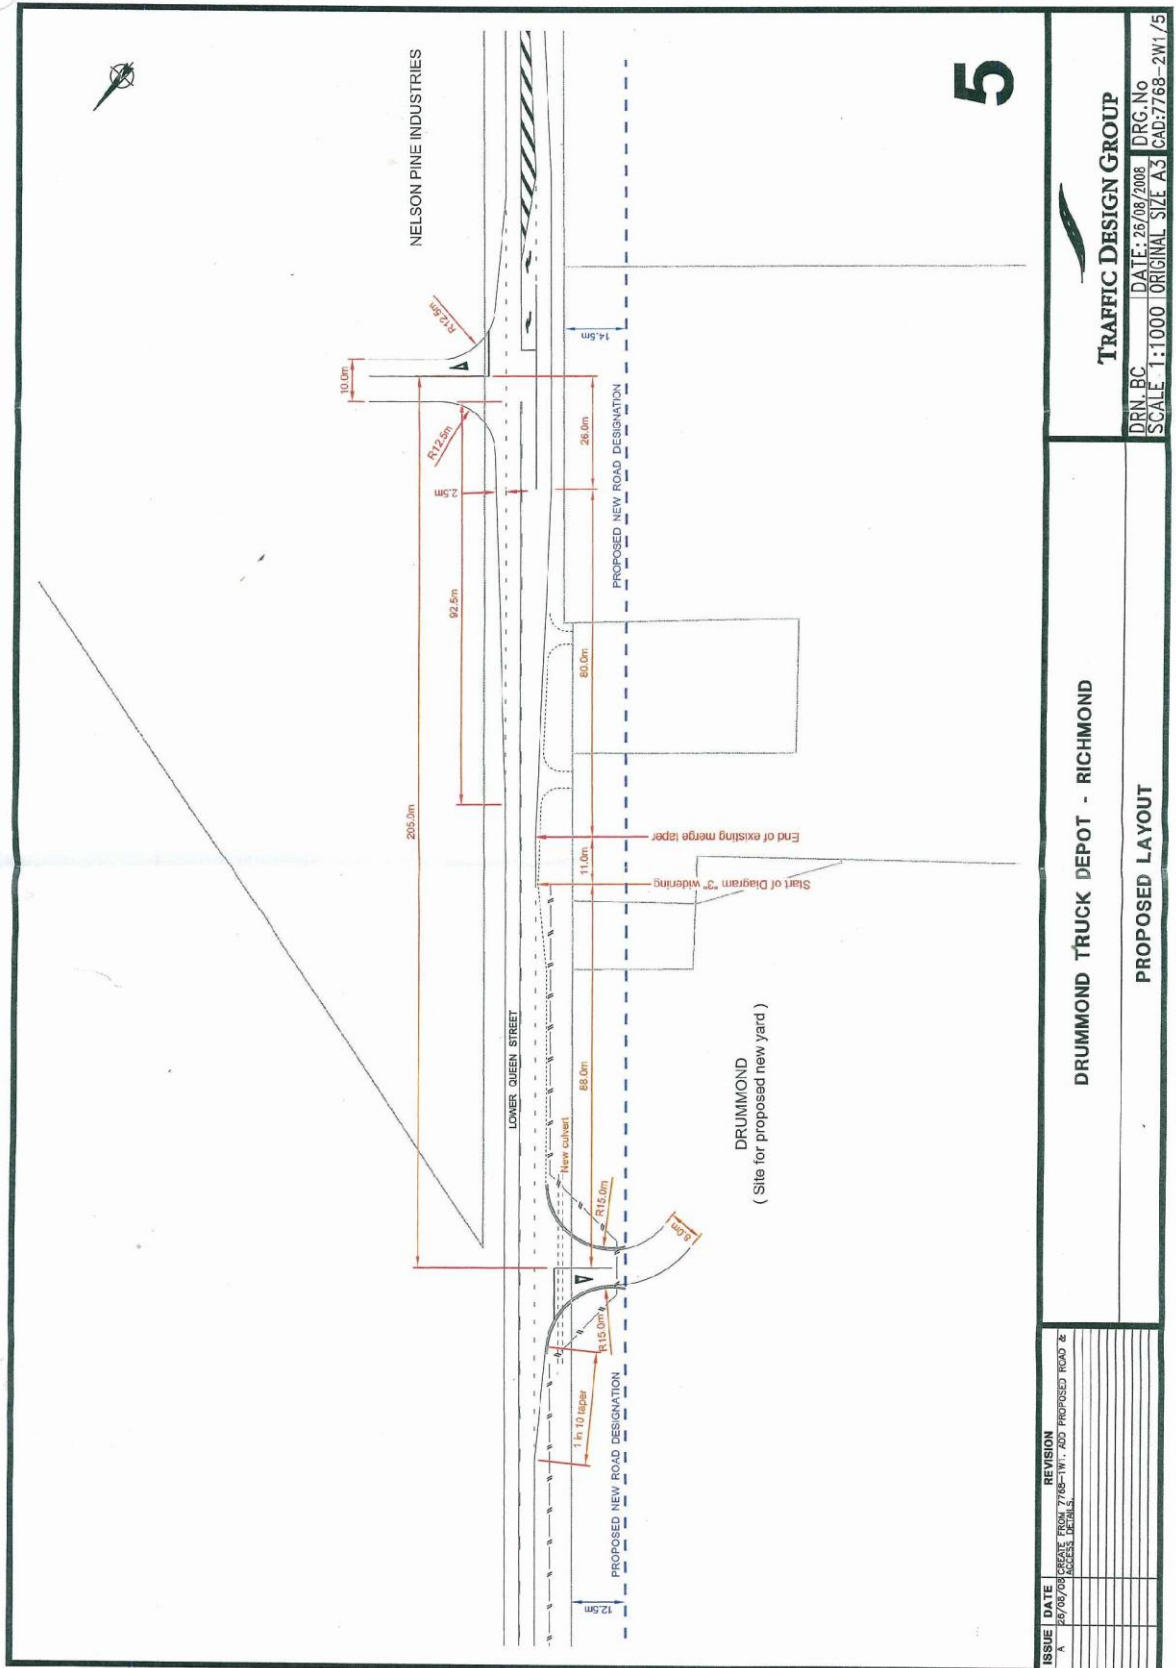 5
NELSON PINE INDUSTRIES
R12.5m
10.0m
R12.5m
2.5m
14.5m
26.0m
PROPOSED NEW ROAD DESIGNATION
92.5m
80.0m
205.0m
End of existing merge taper
11.0m
Start of Diagram "3" widening
LOWER QUEEN STREET
88.0m
DRUMMOND
( Site for proposed new yard )
New culvert
R15.0m
8.0m
R15.0m
1 in 10 taper
PROPOSED NEW ROAD DESIGNATION
12.5m
ISSUE DATE REVISION
A 26/08/08 CREATE FROM 7768-1W1. ADD PROPOSED ROAD &
ACCESS DETAILS.
DRUMMOND TRUCK DEPOT - RICHMOND
PROPOSED LAYOUT
TRAFFIC DESIGN GROUP
DRN. BC DATE: 26/08/2008 DRG.No
SCALE 1:1000 ORIGINAL SIZE A3 CAD:7768-2W1/5